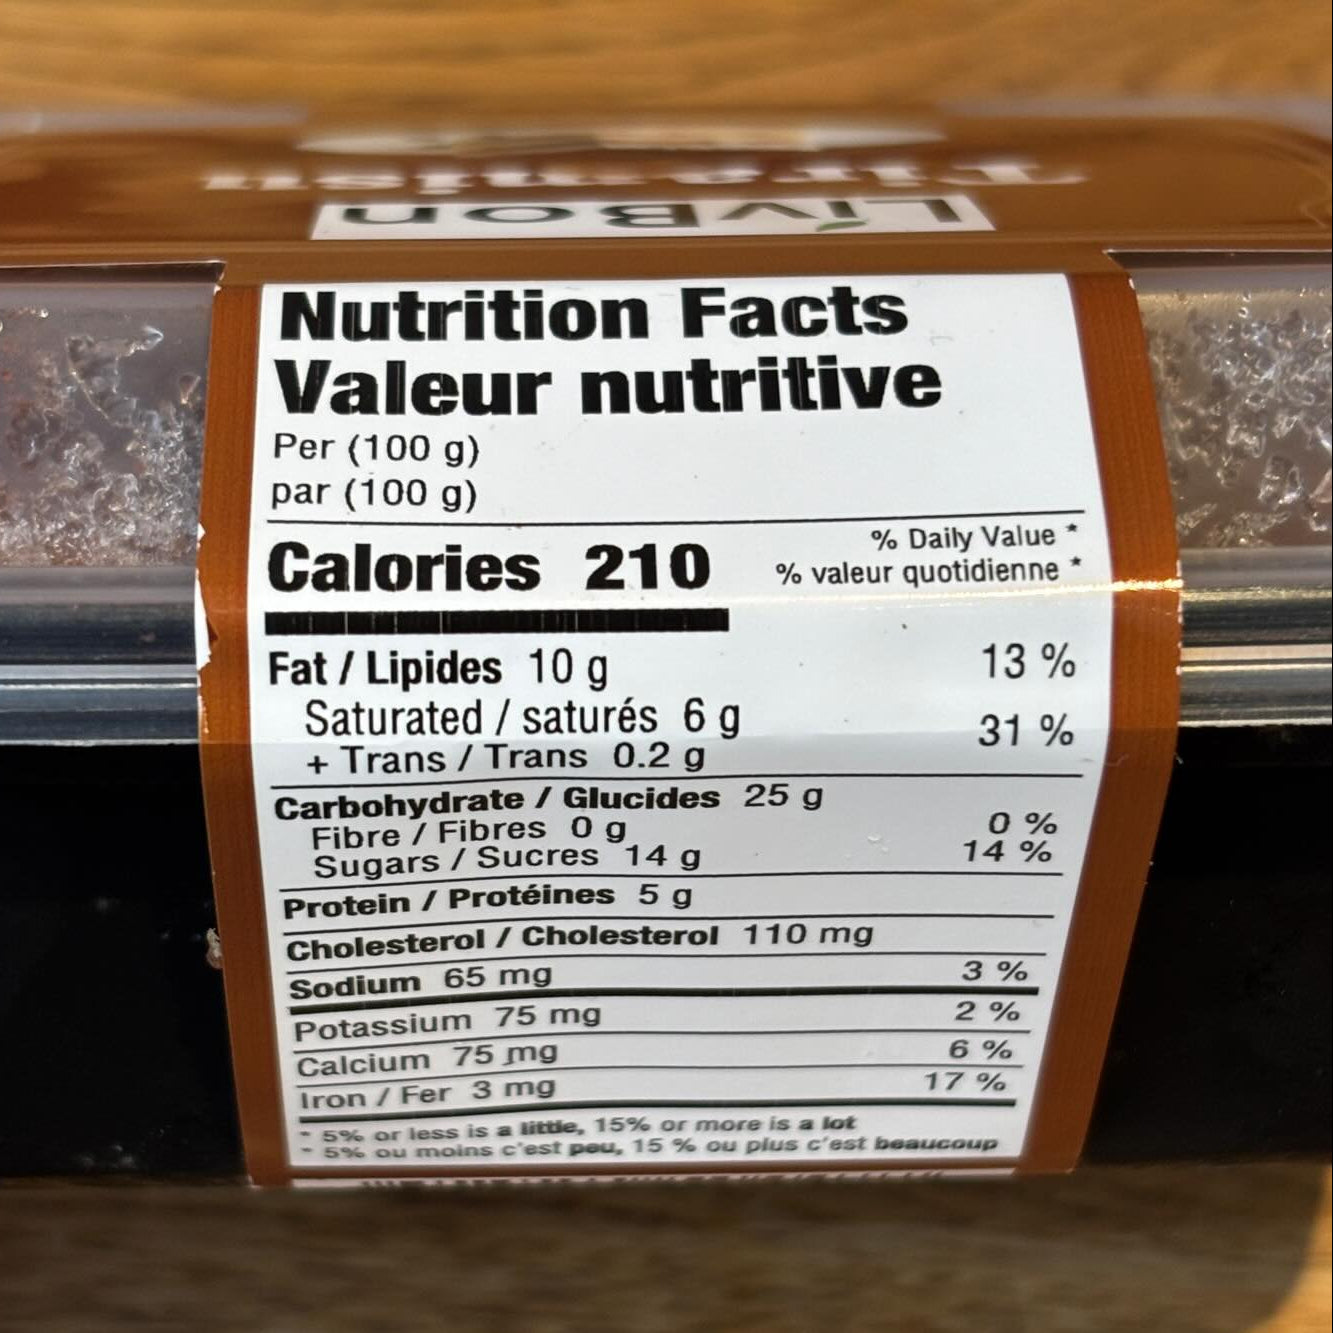 Tiramisu
LivBon
Nutrition Facts
Valeur nutritive
Per (100 g)
par (100 g)
Calories 210
% Daily Value *
% valeur quotidienne *
Fat / Lipides 10 g 13 %
Saturated / saturés 6 g
+ Trans / Trans 0.2 g 31 %
Carbohydrate / Glucides 25 g
Fibre / Fibres 0 g 0 %
Sugars / Sucres 14 g 14 %
Protein / Protéines 5 g
Cholesterol / Cholesterol 110 mg
Sodium 65 mg 3 %
Potassium 75 mg 2 %
Calcium 75 mg 6 %
Iron / Fer 3 mg 17 %
* 5% or less is a little, 15% or more is a lot
* 5% ou moins c'est peu, 15 % ou plus c'est beaucoup